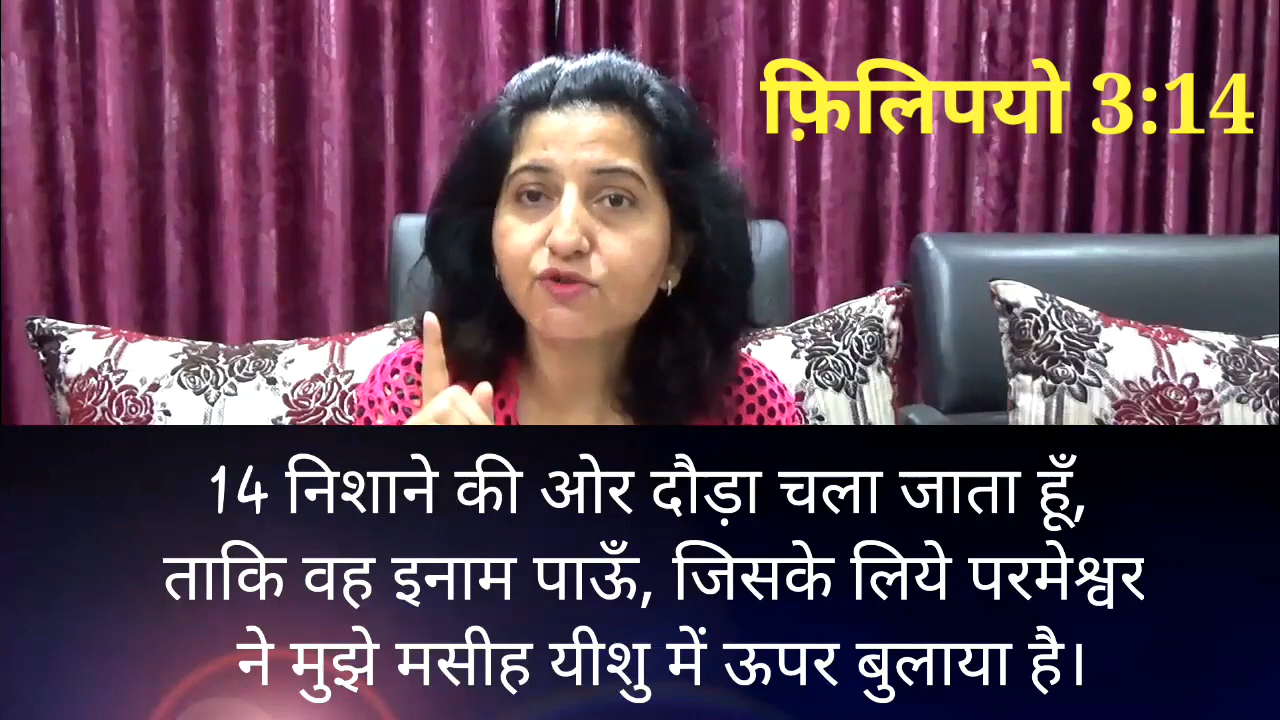 फ़िलिपयो 3:14
14 निशाने की ओर दौड़ा चला जाता हूँ,
ताकि वह इनाम पाऊँ, जिसके लिये परमेश्वर
ने मुझे मसीह यीशु में ऊपर बुलाया है।